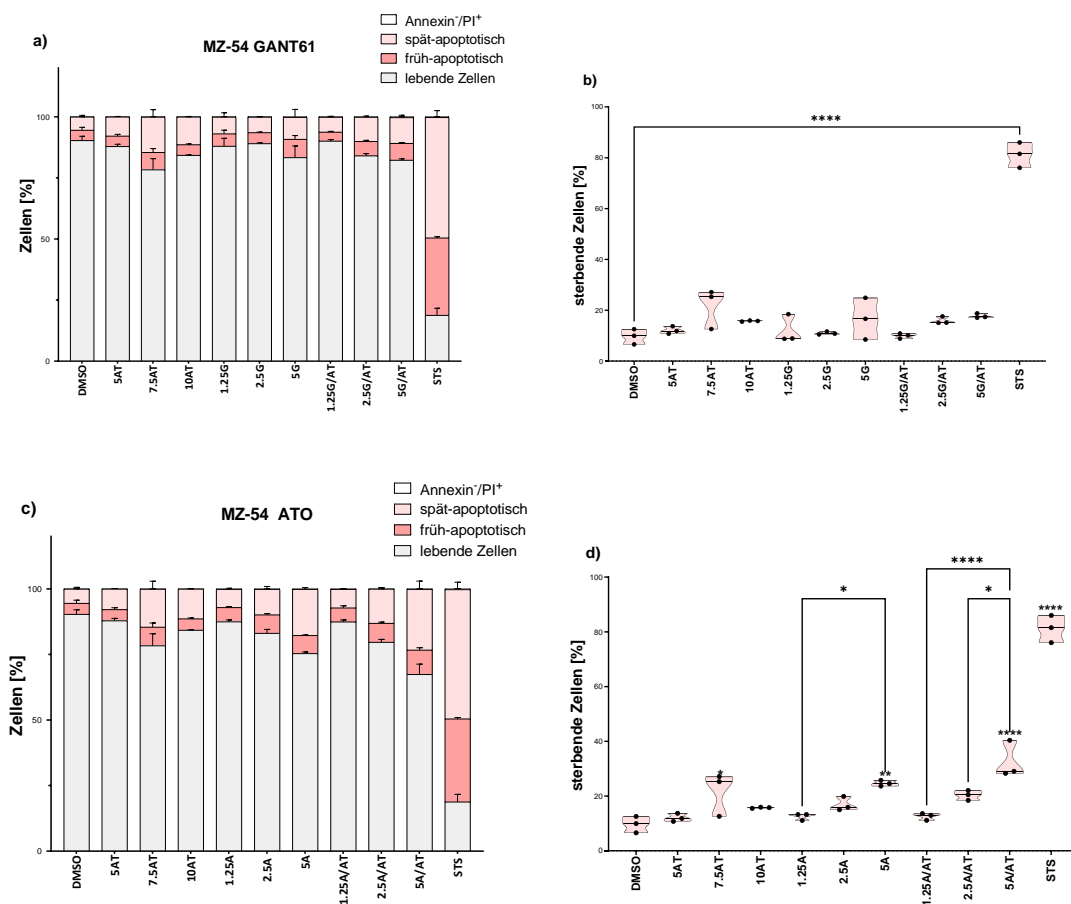 a)
MZ-54 GANT61
Annexin⁻/PI⁺
spät-apoptotisch
früh-apoptotisch
lebende Zellen
Zellen [%]
100
50
0
DMSO
5AT
7.5AT
10AT
1.25G
2.5G
5G
1.25G/AT
2.5G/AT
5G/AT
STS
b)
sterbende Zellen [%]
100
80
60
40
20
0
****
DMSO
5AT
7.5AT
10AT
1.25G
2.5G
5G
1.25G/AT
2.5G/AT
5G/AT
STS
c)
MZ-54 ATO
Annexin⁻/PI⁺
spät-apoptotisch
früh-apoptotisch
lebende Zellen
Zellen [%]
100
50
0
DMSO
5AT
7.5AT
10AT
1.25A
2.5A
5A
1.25A/AT
2.5A/AT
5A/AT
STS
d)
sterbende Zellen [%]
100
80
60
40
20
0
****
*
*
****
****
*
**
DMSO
5AT
7.5AT
10AT
1.25A
2.5A
5A
1.25A/AT
2.5A/AT
5A/AT
STS